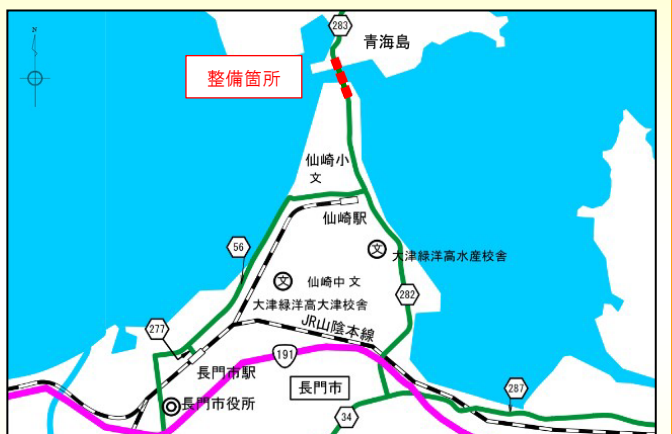 N
283
青海島
整備箇所
仙崎小
文
仙崎駅
56
文
大津緑洋高水産校舎
文
仙崎中文
大津緑洋高大津校舎
282
277
JR山陰本線
191
長門市駅
長門市
287
長門市役所
34